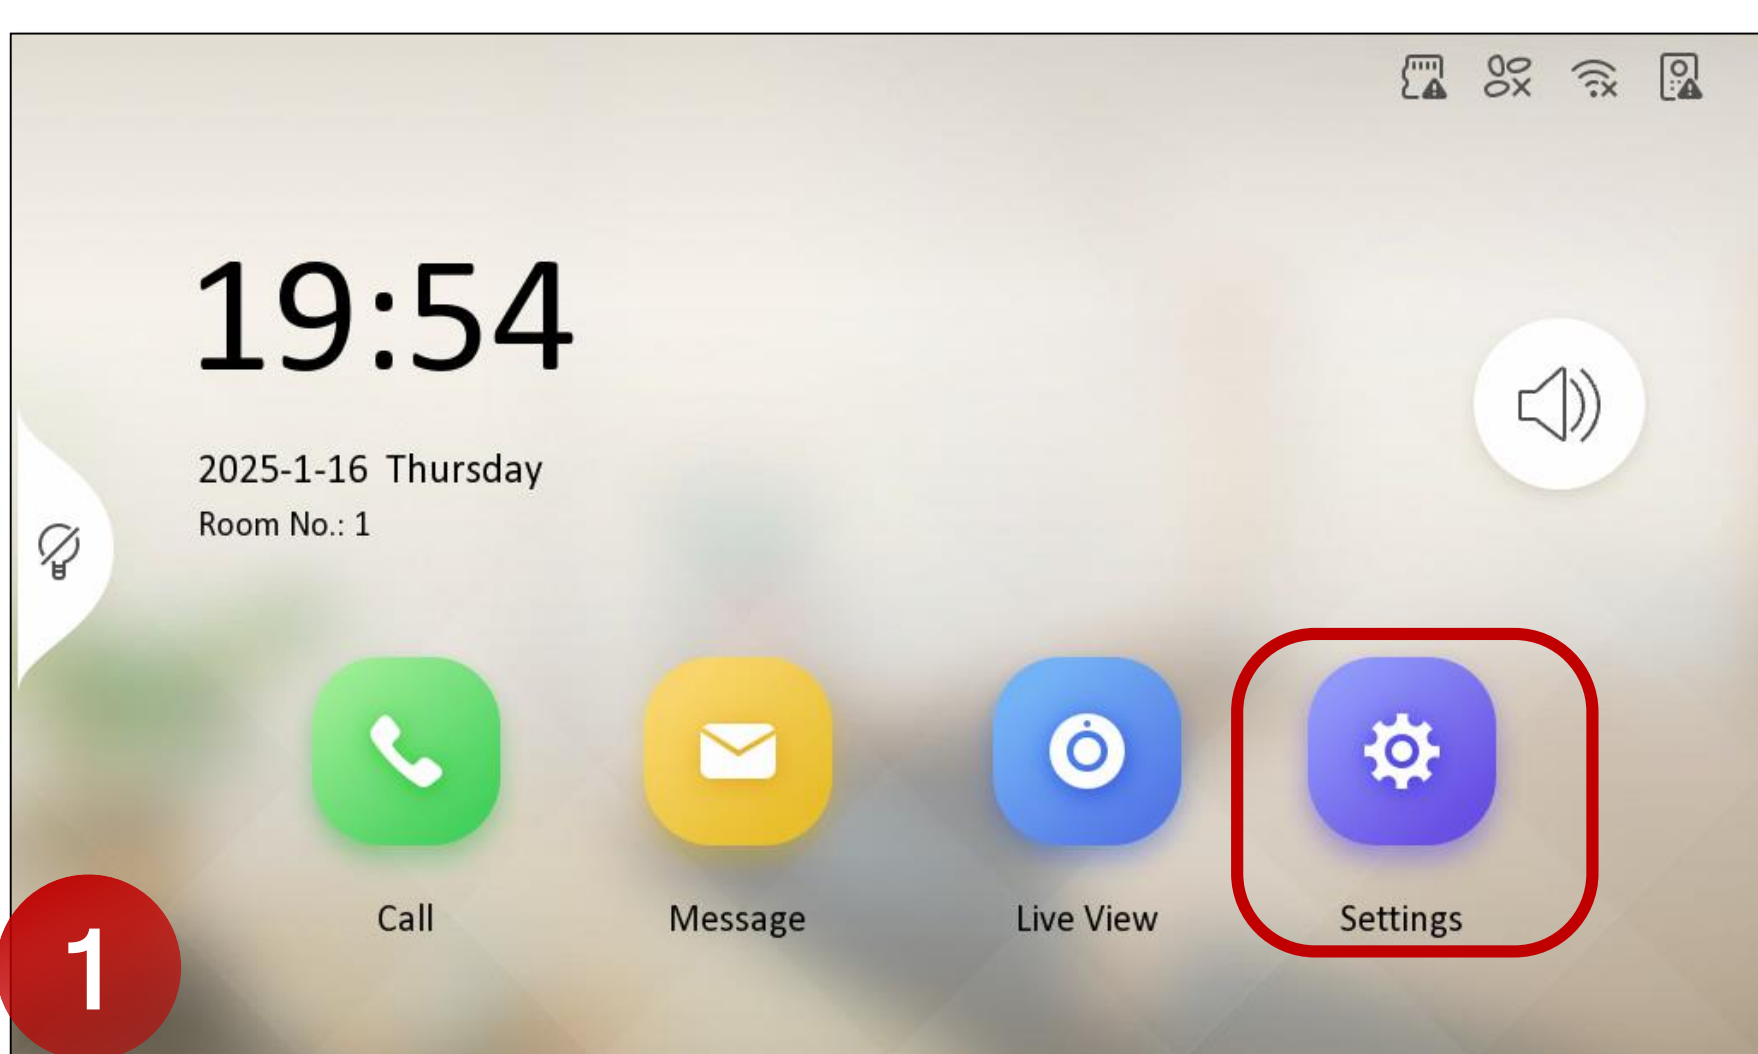 19:54
2025-1-16 Thursday
Room No.: 1
Call
Message
Live View
Settings
1